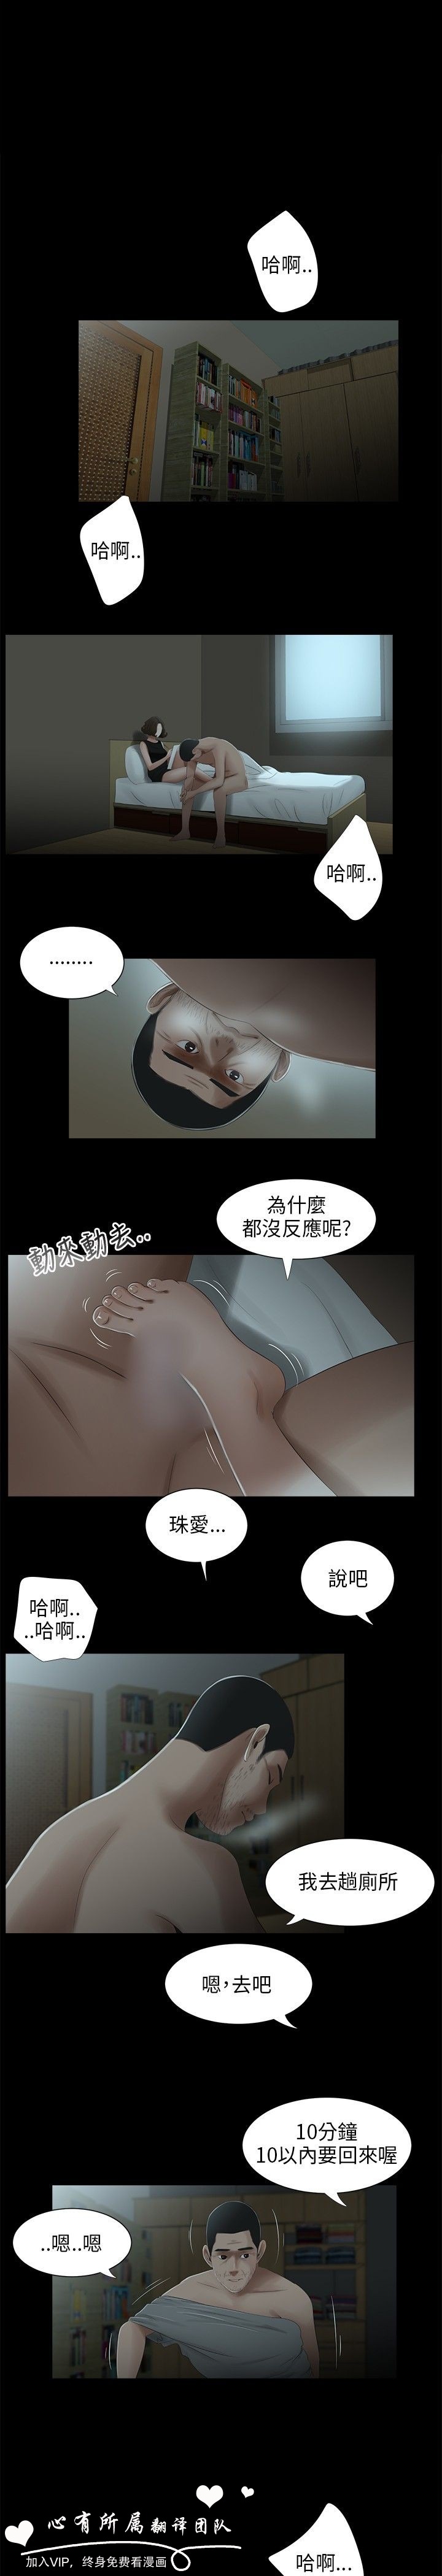 哈啊..
哈啊..
哈啊..
........
為什麼
都沒反應呢?
動來動去..
珠愛...
說吧
哈啊..
..哈啊..
我去趟廁所
嗯,去吧
10分鐘
10以內要回來喔
..嗯..嗯
心有所属翻译团队
加入VIP，终身免费看漫画
哈啊...